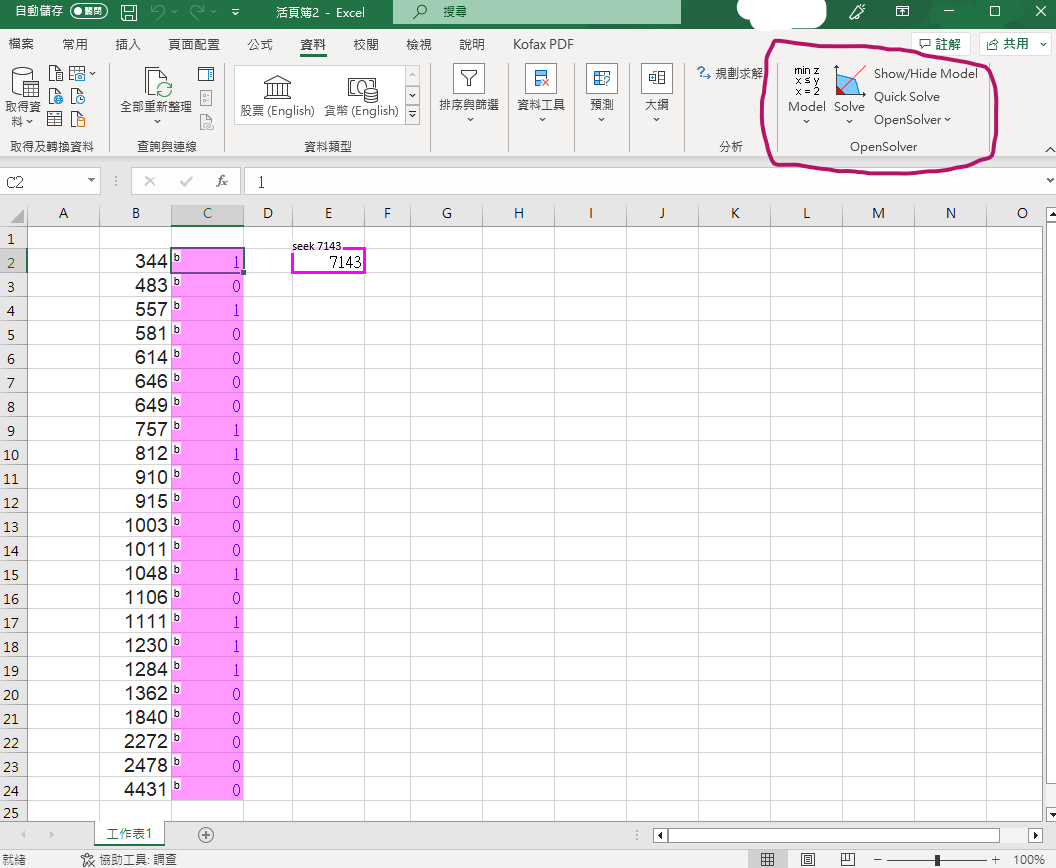 自動儲存 關閉 活頁簿2 - Excel 搜尋
檔案 常用 插入 頁面配置 公式 資料 校閱 檢視 說明 Kofax PDF 註解 共用
取得資料
取得及轉換資料
全部重新整理
查詢與連線
股票 (English) 貨幣 (English)
資料類型
排序與篩選
資料工具
預測
大綱
規劃求解
分析
min z
x ≤ y
x = 2
Model Solve
Show/Hide Model
Quick Solve
OpenSolver
OpenSolver
C2 fx 1
A B C D E F G H I J K L M N O
1 seek 7143
2 344 b 1 7143
3 483 b 0
4 557 b 1
5 581 b 0
6 614 b 0
7 646 b 0
8 649 b 0
9 757 b 1
10 812 b 1
11 910 b 0
12 915 b 0
13 1003 b 0
14 1011 b 0
15 1048 b 1
16 1106 b 0
17 1111 b 1
18 1230 b 1
19 1284 b 1
20 1362 b 0
21 1840 b 0
22 2272 b 0
23 2478 b 0
24 4431 b 0
25
工作表1
就緒 協助工具: 調查 100%